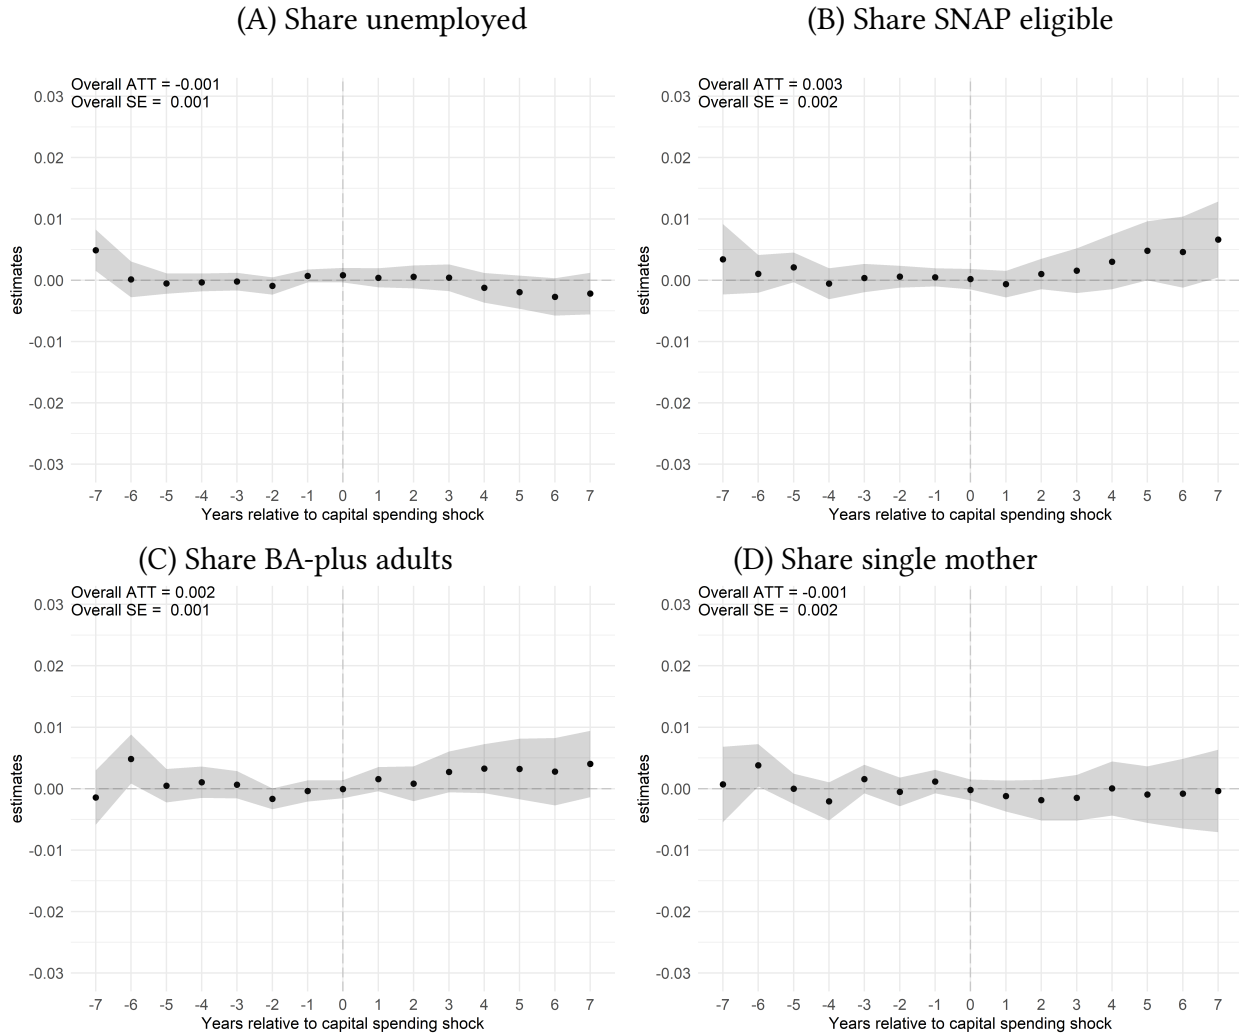 (A) Share unemployed
Overall ATT = -0.001
Overall SE =  0.001
0.03
0.02
0.01
0.00
-0.01
-0.02
-0.03
estimates
-7 -6 -5 -4 -3 -2 -1 0 1 2 3 4 5 6 7
Years relative to capital spending shock
(B) Share SNAP eligible
Overall ATT = 0.003
Overall SE =  0.002
0.03
0.02
0.01
0.00
-0.01
-0.02
-0.03
estimates
-7 -6 -5 -4 -3 -2 -1 0 1 2 3 4 5 6 7
Years relative to capital spending shock
(C) Share BA-plus adults
Overall ATT = 0.002
Overall SE =  0.001
0.03
0.02
0.01
0.00
-0.01
-0.02
-0.03
estimates
-7 -6 -5 -4 -3 -2 -1 0 1 2 3 4 5 6 7
Years relative to capital spending shock
(D) Share single mother
Overall ATT = -0.001
Overall SE =  0.002
0.03
0.02
0.01
0.00
-0.01
-0.02
-0.03
estimates
-7 -6 -5 -4 -3 -2 -1 0 1 2 3 4 5 6 7
Years relative to capital spending shock